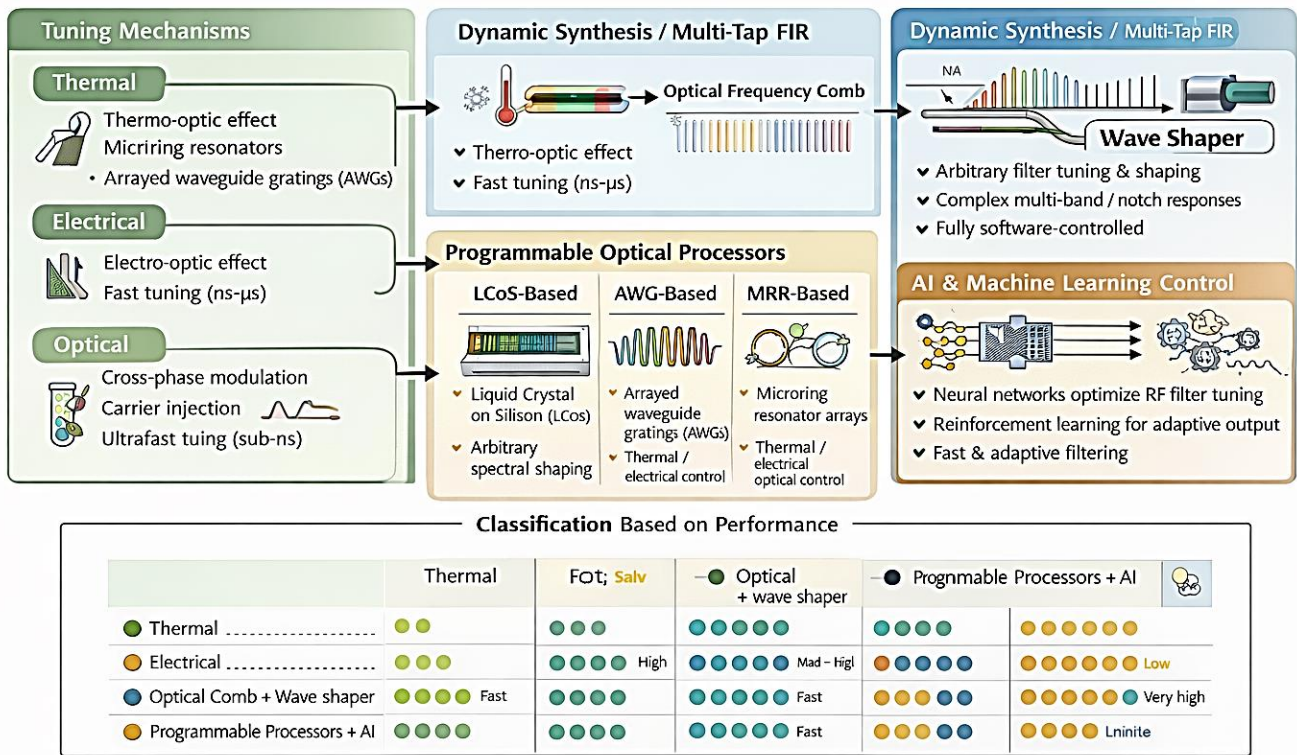 Tuning Mechanisms
Thermal
Thermo-optic effect
Micriring resonators
• Arrayed waveguide gratings (AWGs)
Electrical
Electro-optic effect
Fast tuning (ns-μs)
Optical
Cross-phase modulation
Carrier injection
Ultrafast tuing (sub-ns)
Dynamic Synthesis / Multi-Tap FIR
Optical Frequency Comb
Therro-optic effect
Fast tuning (ns-μs)
Programmable Optical Processors
LCoS-Based
Liquid Crystal
on Silison (LCos)
Arbitrary
spectral shaping
AWG-Based
Arrayed
waveguide
gratings (AWGs)
Thermal /
electrical control
MRR-Based
Microring
resonator arrays
Thermal /
electrical
optical control
Dynamic Synthesis / Multi-Tap FIR
NA
Wave Shaper
Arbitrary filter tuning & shaping
Complex multi-band / notch responses
Fully software-controlled
AI & Machine Learning Control
Neural networks optimize RF filter tuning
Reinforcement learning for adaptive output
Fast & adaptive filtering
Classification Based on Performance
Thermal FOt; Salv Optical + wave shaper Prognmable Processors + AI
Thermal
Electrical High Mad – Higl Low
Optical Comb + Wave shaper Fast Fast Very high
Programmable Processors + AI Fast Lninite